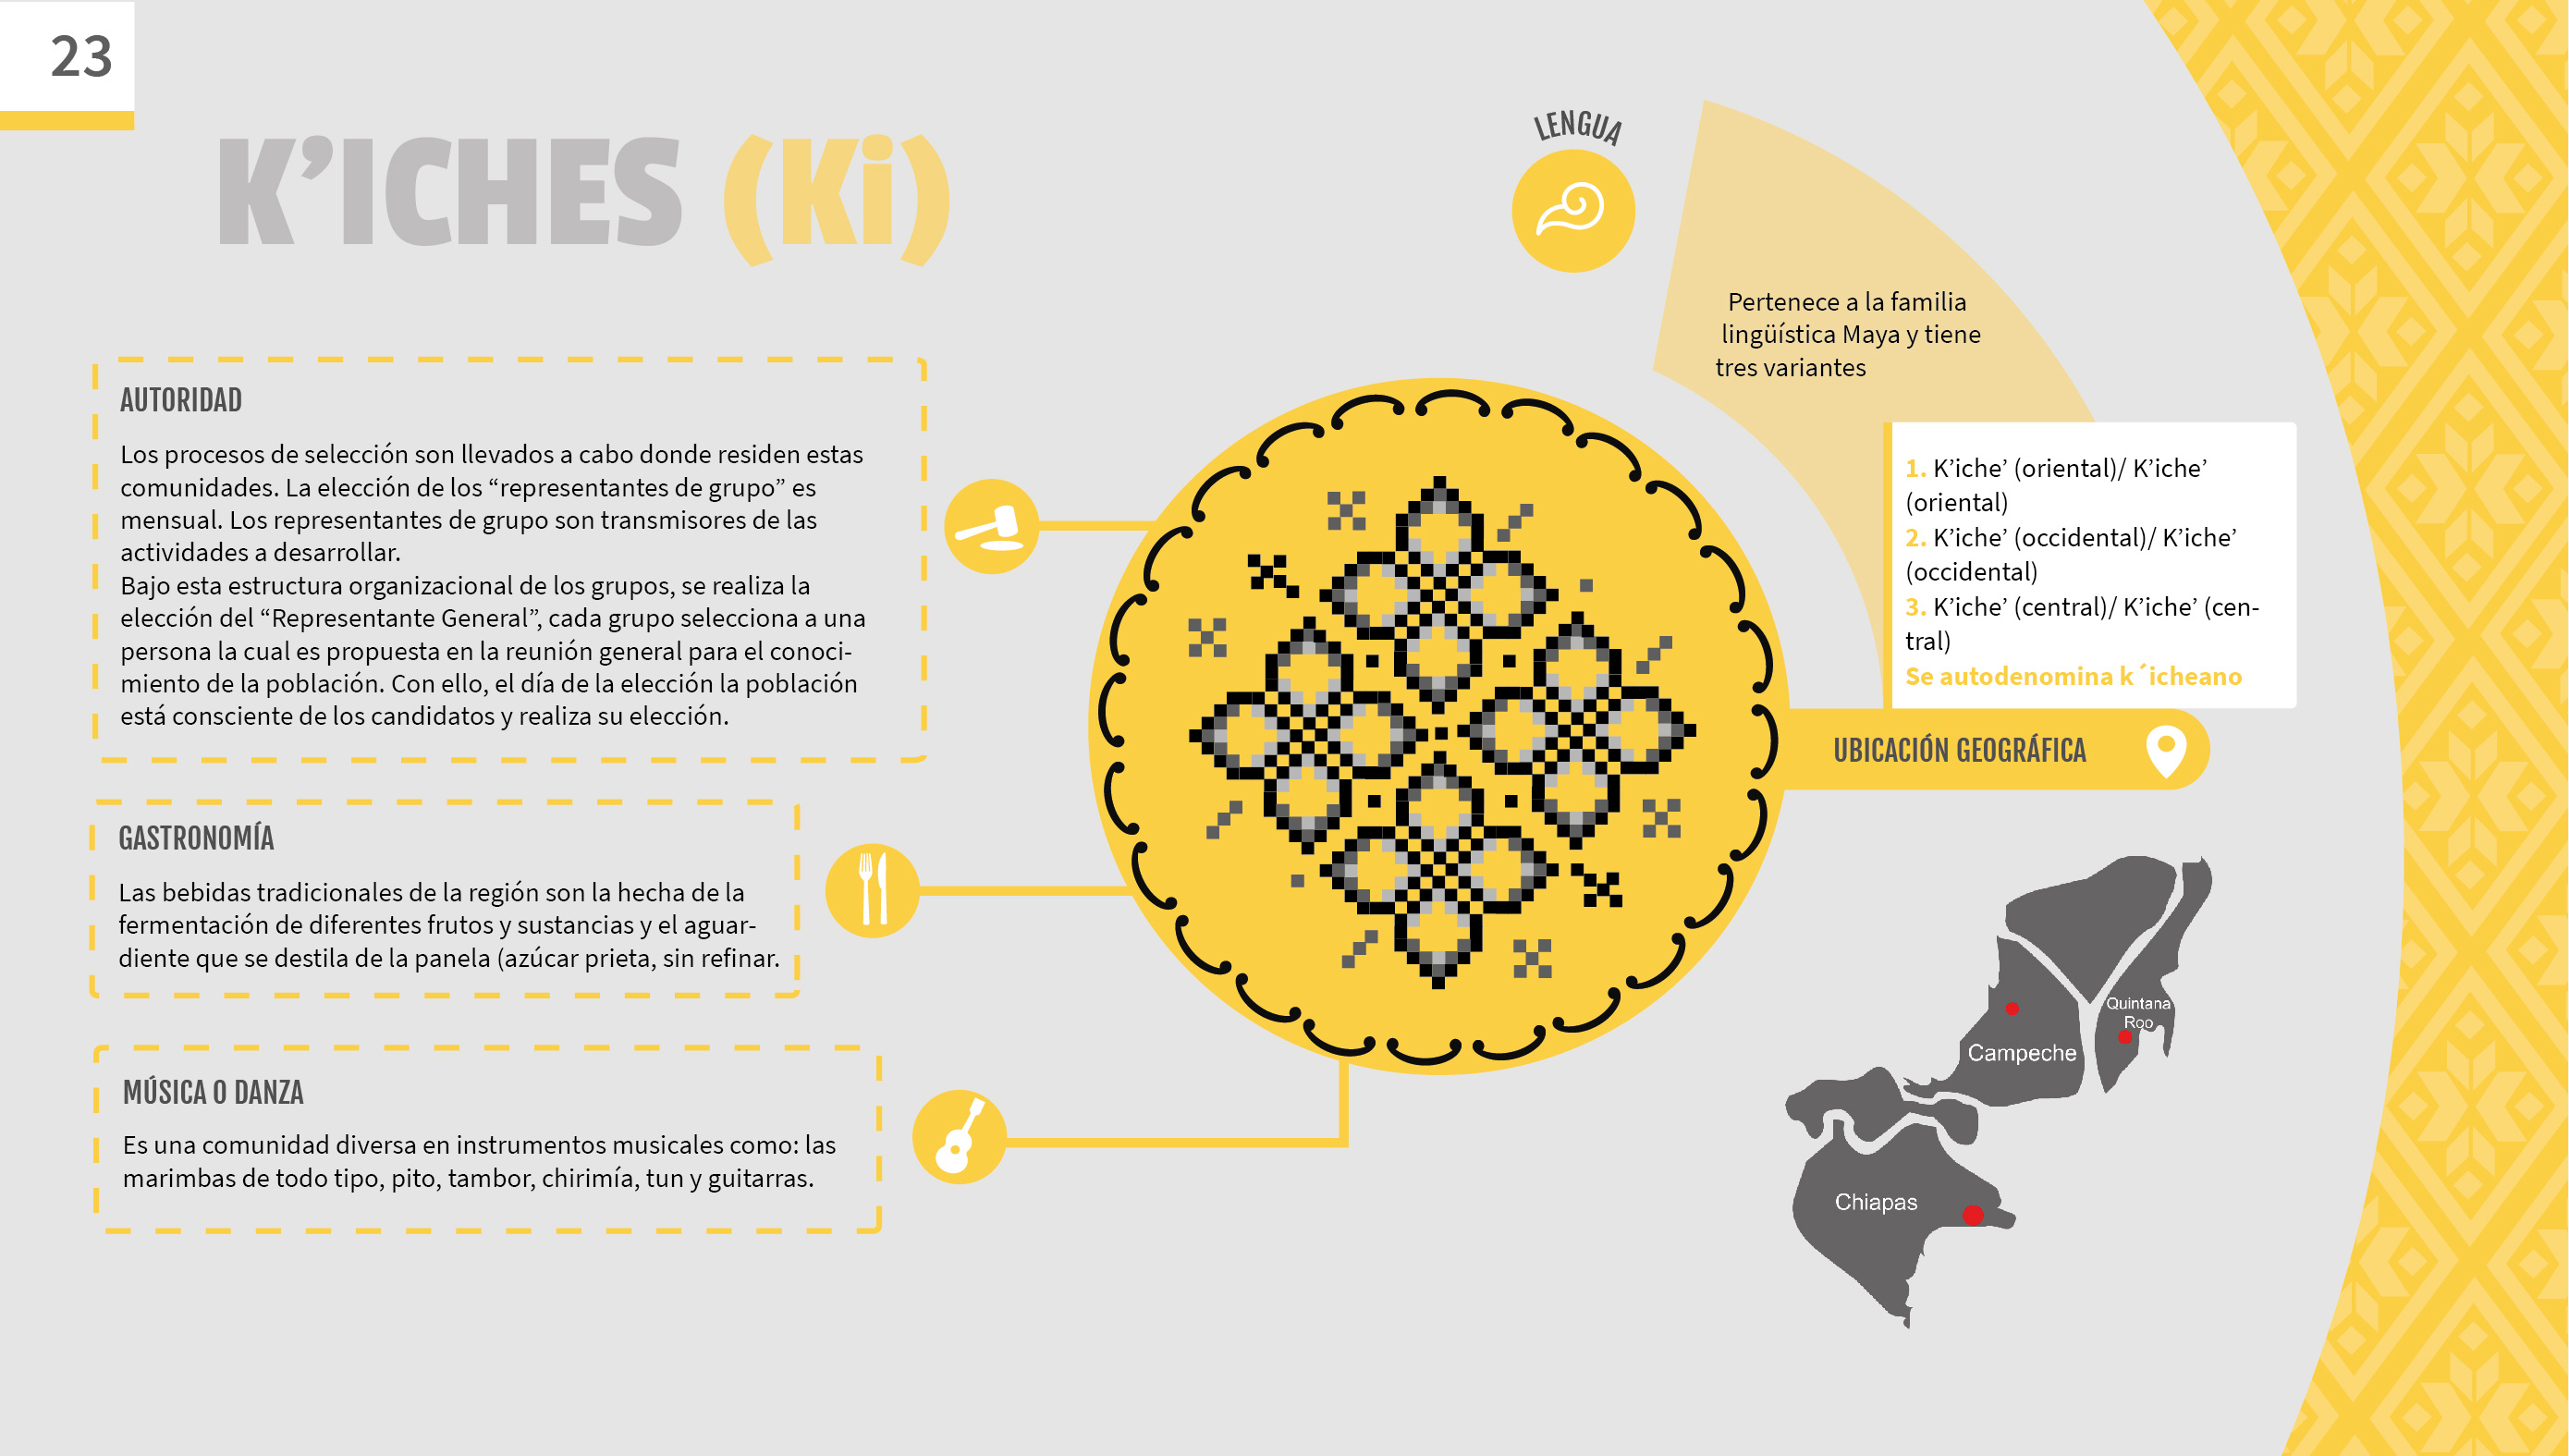 23
K’ICHES (Ki)
AUTORIDAD
Los procesos de selección son llevados a cabo donde residen estas
comunidades. La elección de los “representantes de grupo” es
mensual. Los representantes de grupo son transmisores de las
actividades a desarrollar.
Bajo esta estructura organizacional de los grupos, se realiza la
elección del “Representante General”, cada grupo selecciona a una
persona la cual es propuesta en la reunión general para el conoci-
miento de la población. Con ello, el día de la elección la población
está consciente de los candidatos y realiza su elección.
GASTRONOMÍA
Las bebidas tradicionales de la región son la hecha de la
fermentación de diferentes frutos y sustancias y el aguar-
diente que se destila de la panela (azúcar prieta, sin refinar.
MÚSICA O DANZA
Es una comunidad diversa en instrumentos musicales como: las
marimbas de todo tipo, pito, tambor, chirimía, tun y guitarras.
LENGUA
Pertenece a la familia
lingüística Maya y tiene
tres variantes
1. K’iche’ (oriental)/ K’iche’
(oriental)
2. K’iche’ (occidental)/ K’iche’
(occidental)
3. K’iche’ (central)/ K’iche’ (cen-
tral)
Se autodenomina k´icheano
UBICACIÓN GEOGRÁFICA
Quintana
Roo
Campeche
Chiapas